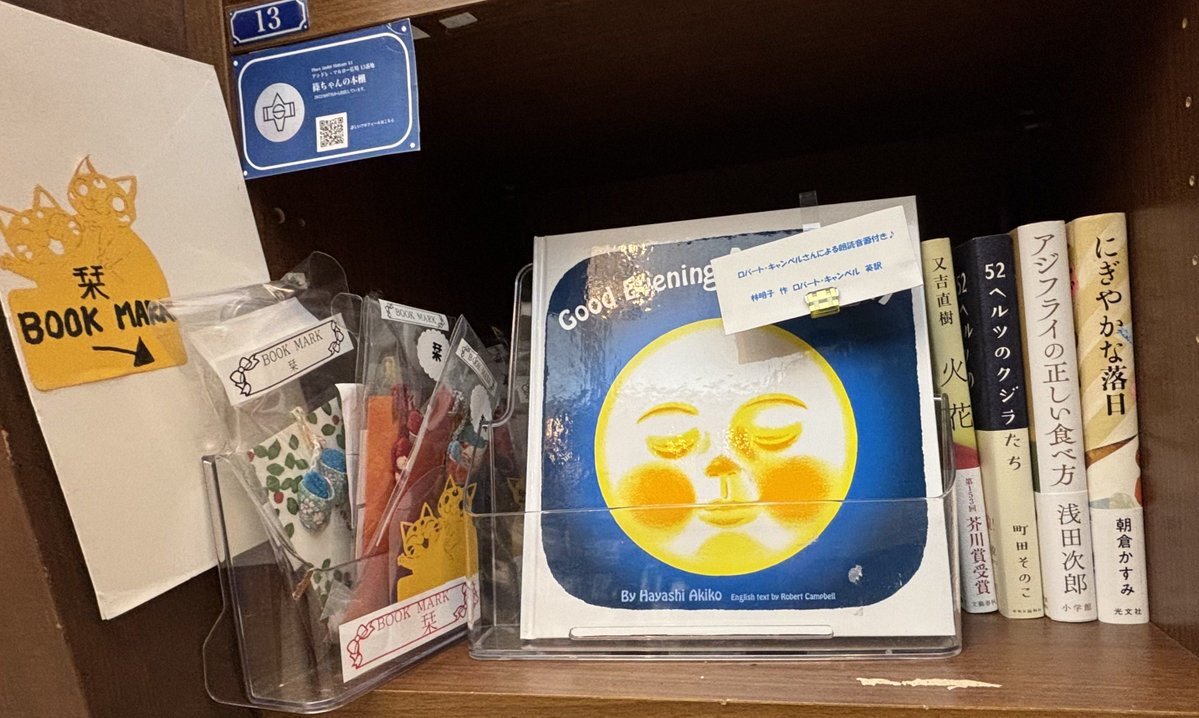 13
アンドレ・マルロー広場 13番地
篠ちゃんの本棚
栞
BOOK MARK
BOOK MARK
栞
BOOK MARK
栞
BOOK MARK
栞
Good Evening
ロバート・キャンベルさんによる朗読音源付き♪
林明子 作 ロバート・キャンベル 英訳
By Hayashi Akiko English text by Robert Campbell
又吉直樹
火花
第153回
芥川賞受賞
文藝春秋
52ヘルツのクジラたち
町田そのこ
アジフライの正しい食べ方
浅田次郎
小学館
にぎやかな落日
朝倉かすみ
光文社